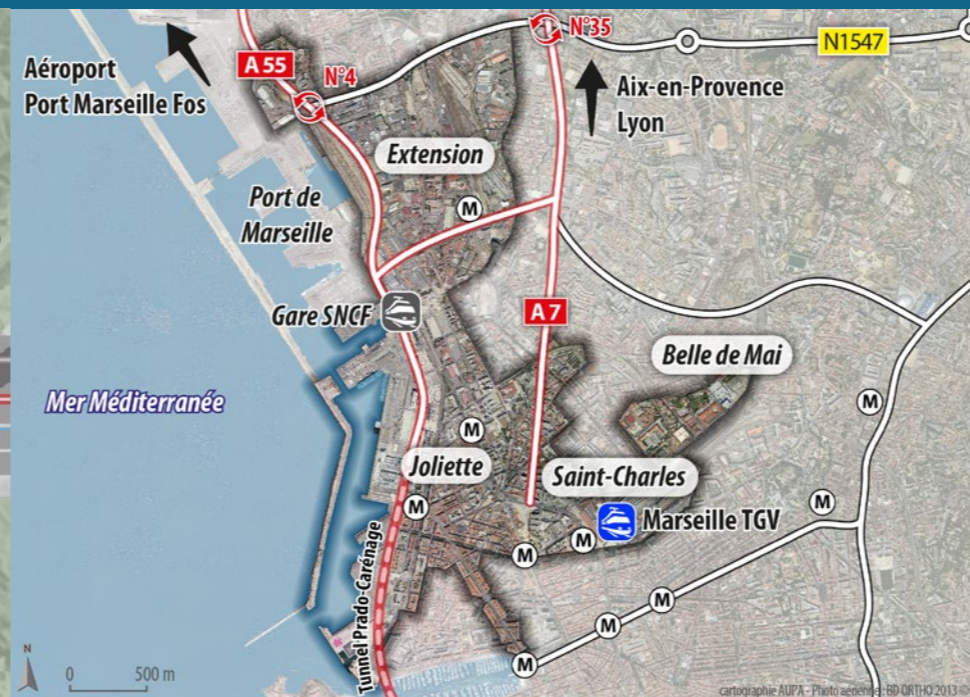 Aéroport
Port Marseille Fos
A 55
N°4
N°35
N1547
Aix-en-Provence
Lyon
Extension
M
Port de
Marseille
Gare SNCF
A 7
Belle de Mai
Mer Méditerranée
M
M
Joliette
Saint-Charles
M
M
Marseille TGV
M
M
Tunnel Prado-Carénage
M
M
M
N
0 500 m
cartographie AUPA - Photo aérienne : BD ORTHO 2013 ©